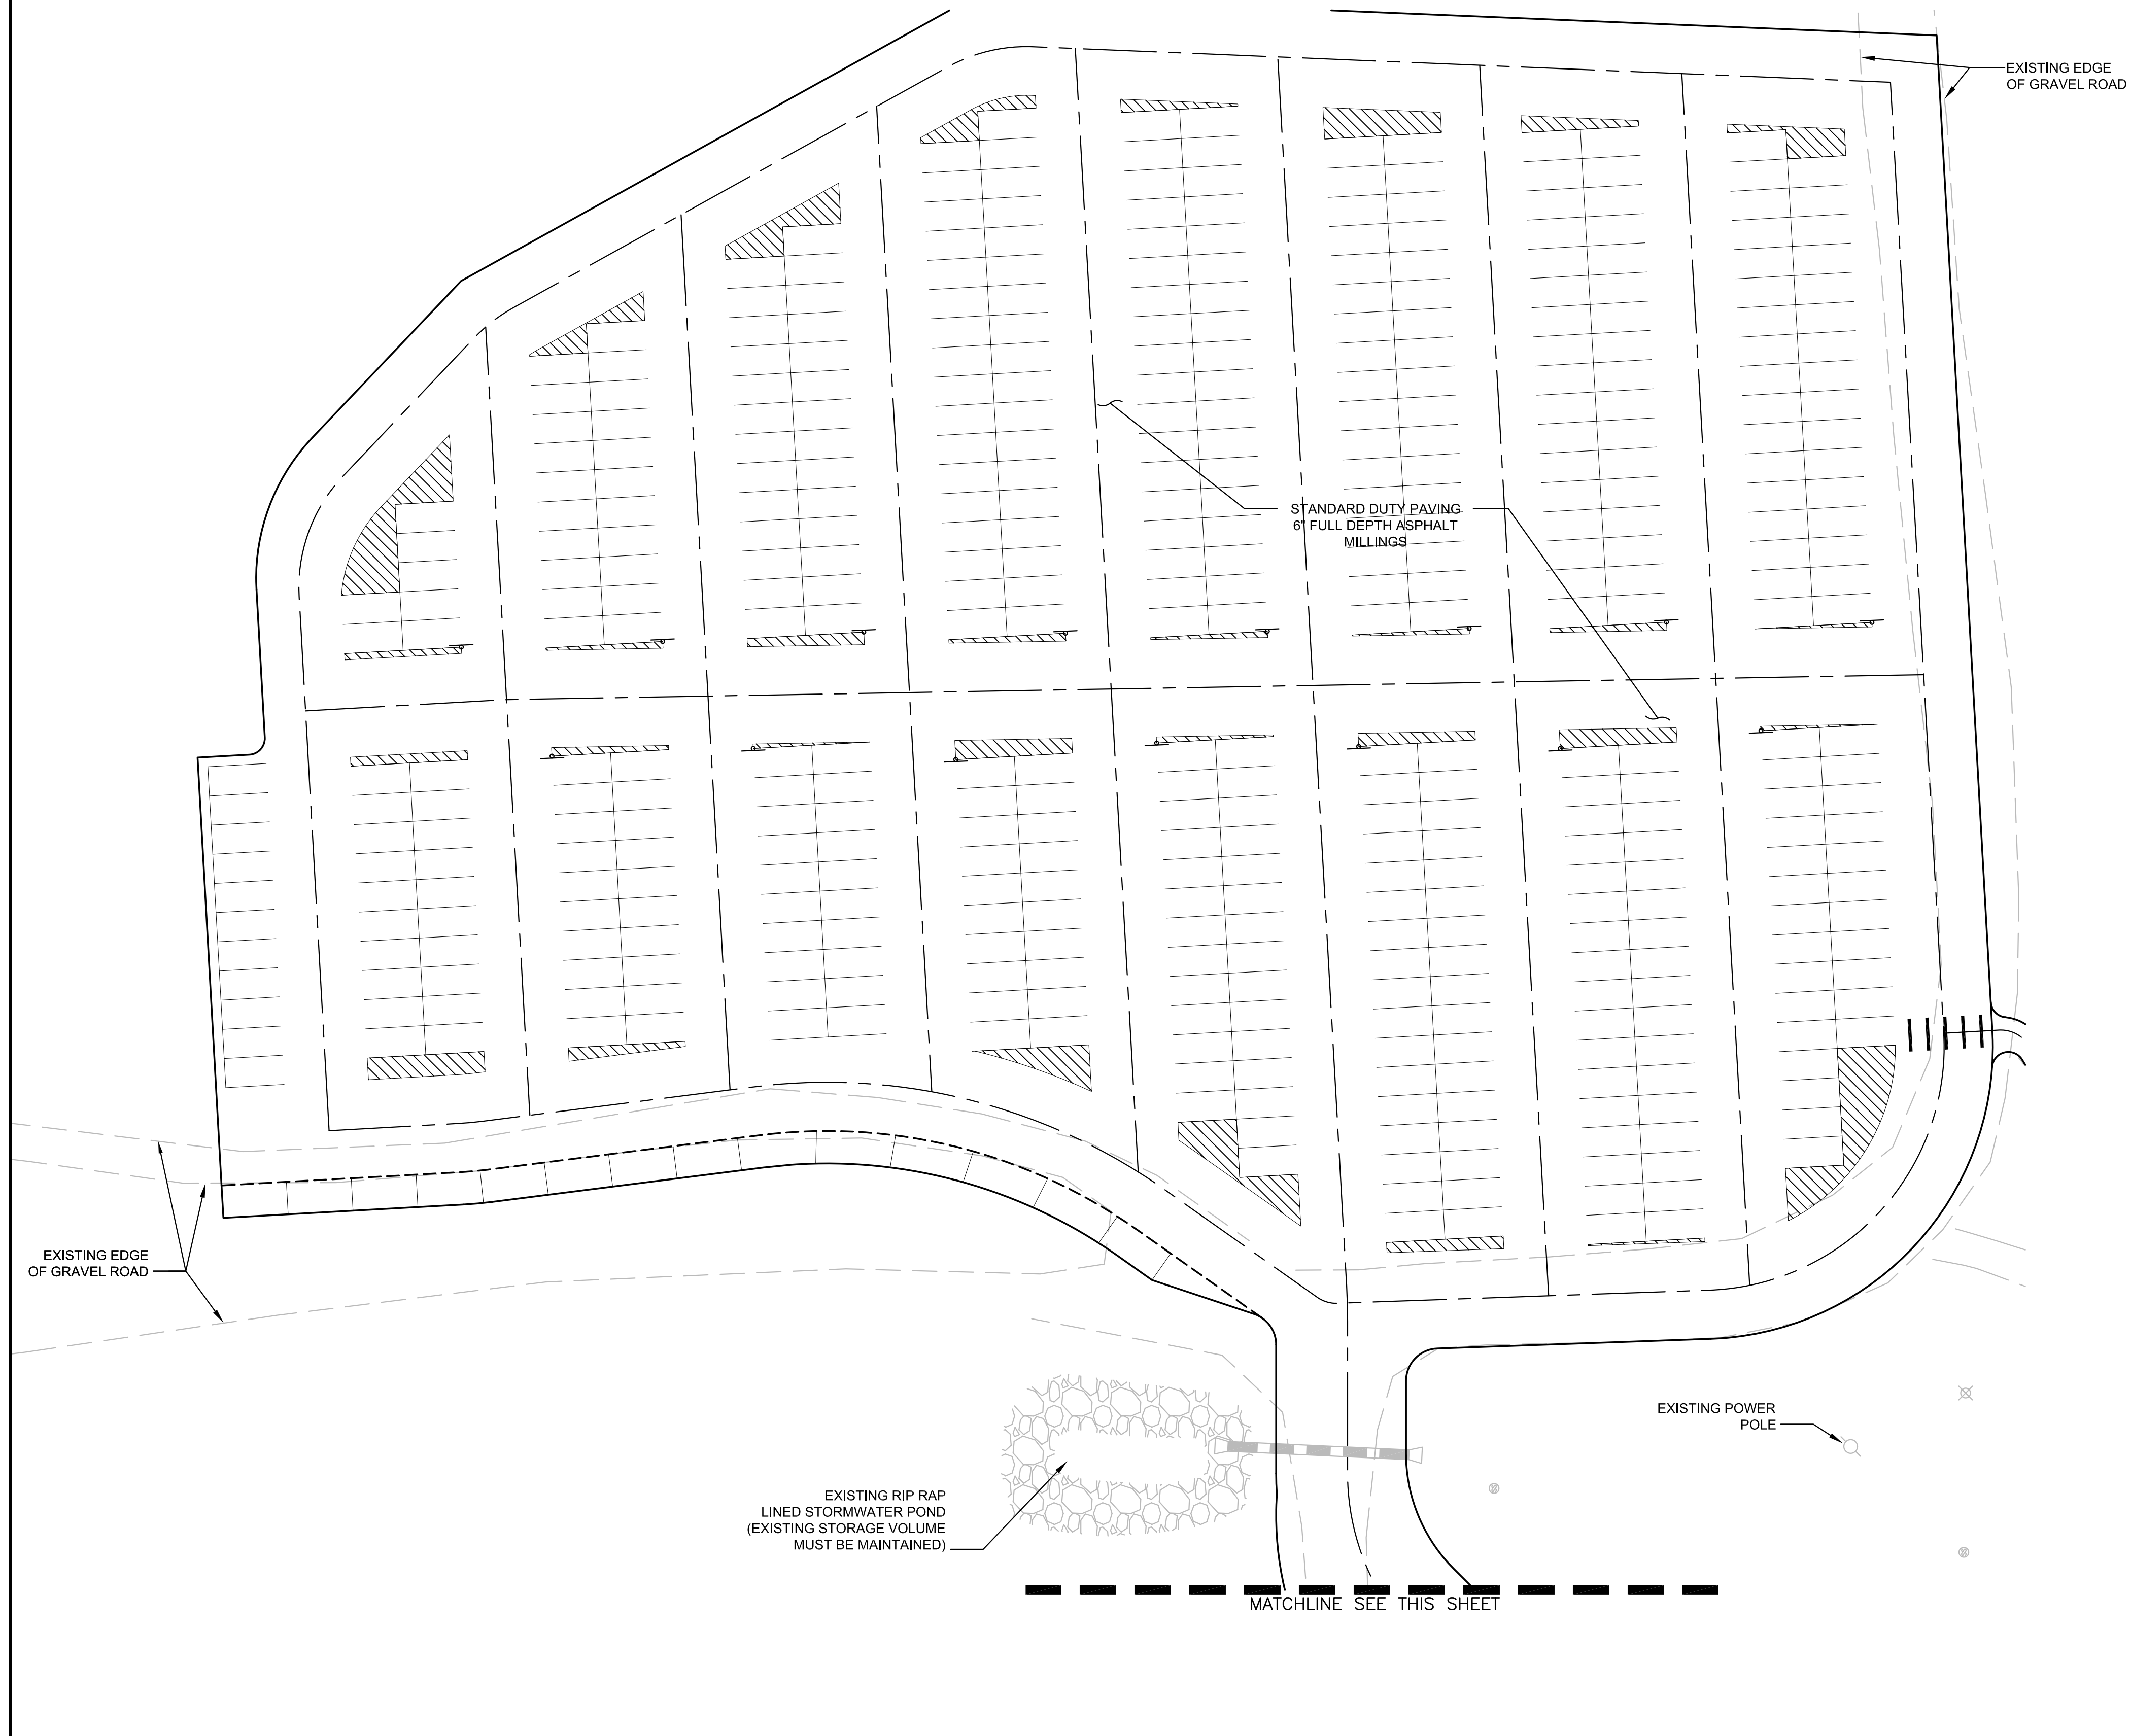 EXISTING EDGE
OF GRAVEL ROAD
STANDARD DUTY PAVING
6" FULL DEPTH ASPHALT
MILLINGS
EXISTING EDGE
OF GRAVEL ROAD
EXISTING POWER
POLE
EXISTING RIP RAP
LINED STORMWATER POND
(EXISTING STORAGE VOLUME
MUST BE MAINTAINED)
MATCHLINE SEE THIS SHEET